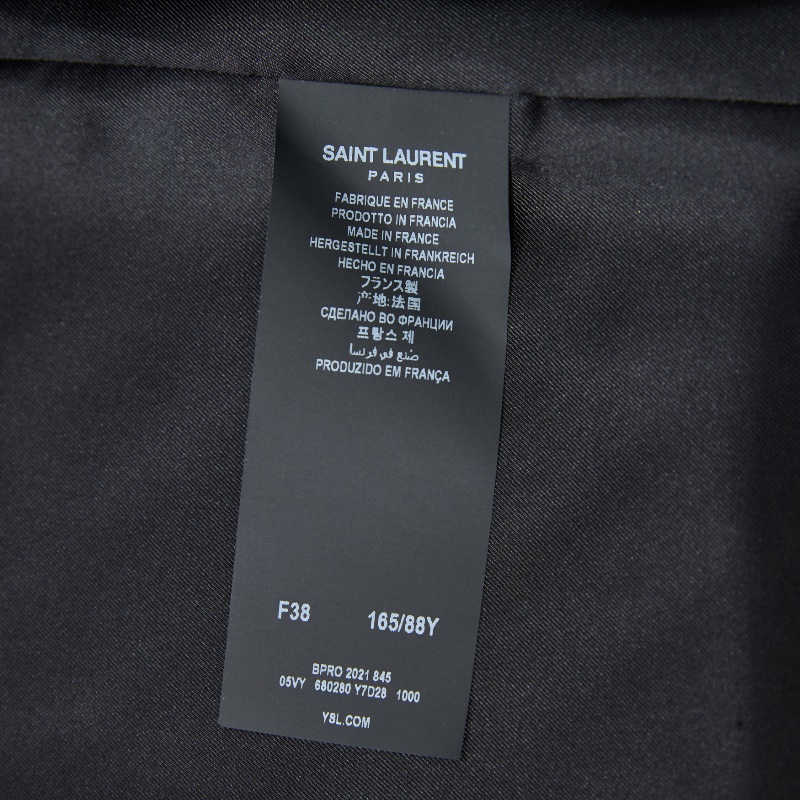 SAINT LAURENT
PARIS
FABRIQUE EN FRANCE
PRODOTTO IN FRANCIA
MADE IN FRANCE
HERGESTELLT IN FRANKREICH
HECHO EN FRANCIA
フランス製
产地:法国
СДЕЛАНО ВО ФРАНЦИИ
프랑스 제
صنع في فرنسا
PRODUZIDO EM FRANÇA
F38 165/88Y
BPRO 2021 845
05VY 680280 Y7D28 1000
YSL.COM